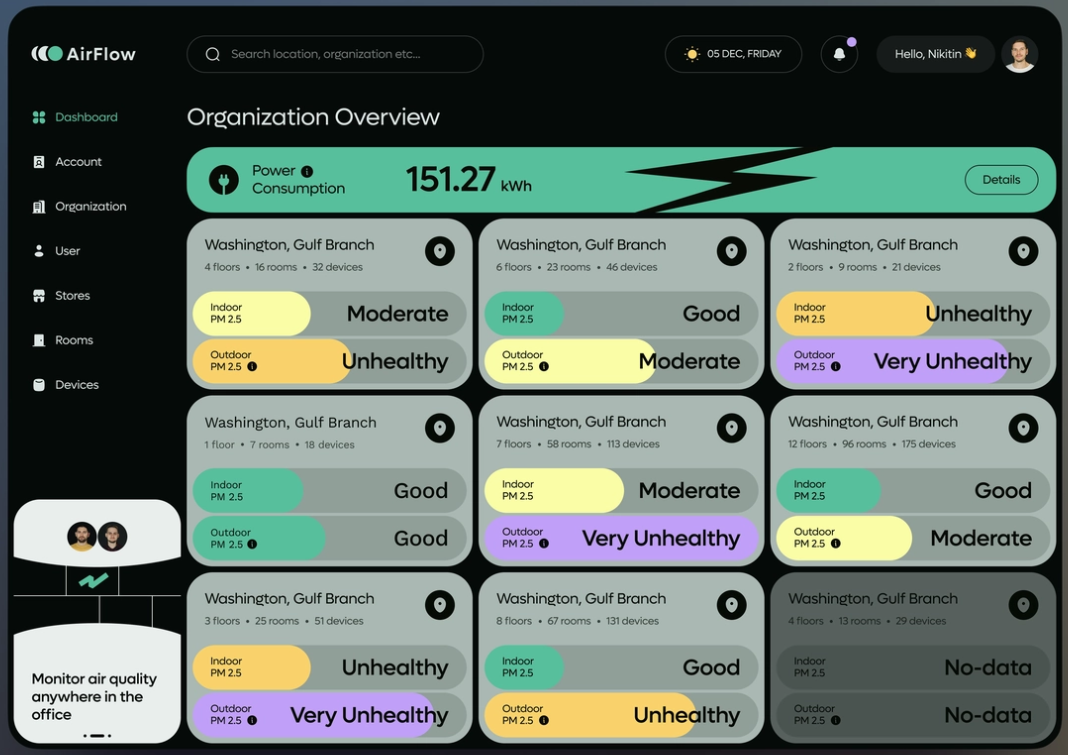 AirFlow
Search location, organization etc...
05 DEC, FRIDAY
Hello, Nikitin 👋
Dashboard
Account
Organization
User
Stores
Rooms
Devices
Monitor air quality
anywhere in the
office
Organization Overview
Power
Consumption
151.27 kWh
Details
Washington, Gulf Branch
4 floors • 16 rooms • 32 devices
Indoor
PM 2.5
Moderate
Outdoor
PM 2.5
Unhealthy
Washington, Gulf Branch
6 floors • 23 rooms • 46 devices
Indoor
PM 2.5
Good
Outdoor
PM 2.5
Moderate
Washington, Gulf Branch
2 floors • 9 rooms • 21 devices
Indoor
PM 2.5
Unhealthy
Outdoor
PM 2.5
Very Unhealthy
Washington, Gulf Branch
1 floor • 7 rooms • 18 devices
Indoor
PM 2.5
Good
Outdoor
PM 2.5
Good
Washington, Gulf Branch
7 floors • 58 rooms • 113 devices
Indoor
PM 2.5
Moderate
Outdoor
PM 2.5
Very Unhealthy
Washington, Gulf Branch
12 floors • 96 rooms • 175 devices
Indoor
PM 2.5
Good
Outdoor
PM 2.5
Moderate
Washington, Gulf Branch
3 floors • 25 rooms • 51 devices
Indoor
PM 2.5
Unhealthy
Outdoor
PM 2.5
Very Unhealthy
Washington, Gulf Branch
8 floors • 67 rooms • 131 devices
Indoor
PM 2.5
Good
Outdoor
PM 2.5
Unhealthy
Washington, Gulf Branch
4 floors • 13 rooms • 29 devices
Indoor
PM 2.5
No-data
Outdoor
PM 2.5
No-data